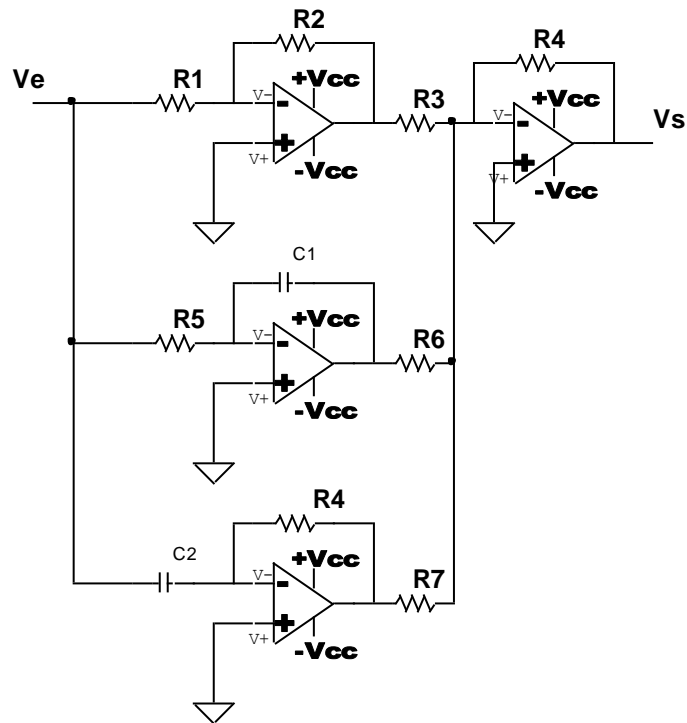 R2
R4
Ve
R1
+Vcc
R3
+Vcc
Vs
V-
V-
V+
-Vcc
V+
-Vcc
C1
R5
+Vcc
R6
V-
V+
-Vcc
R4
C2
+Vcc
R7
V-
V+
-Vcc